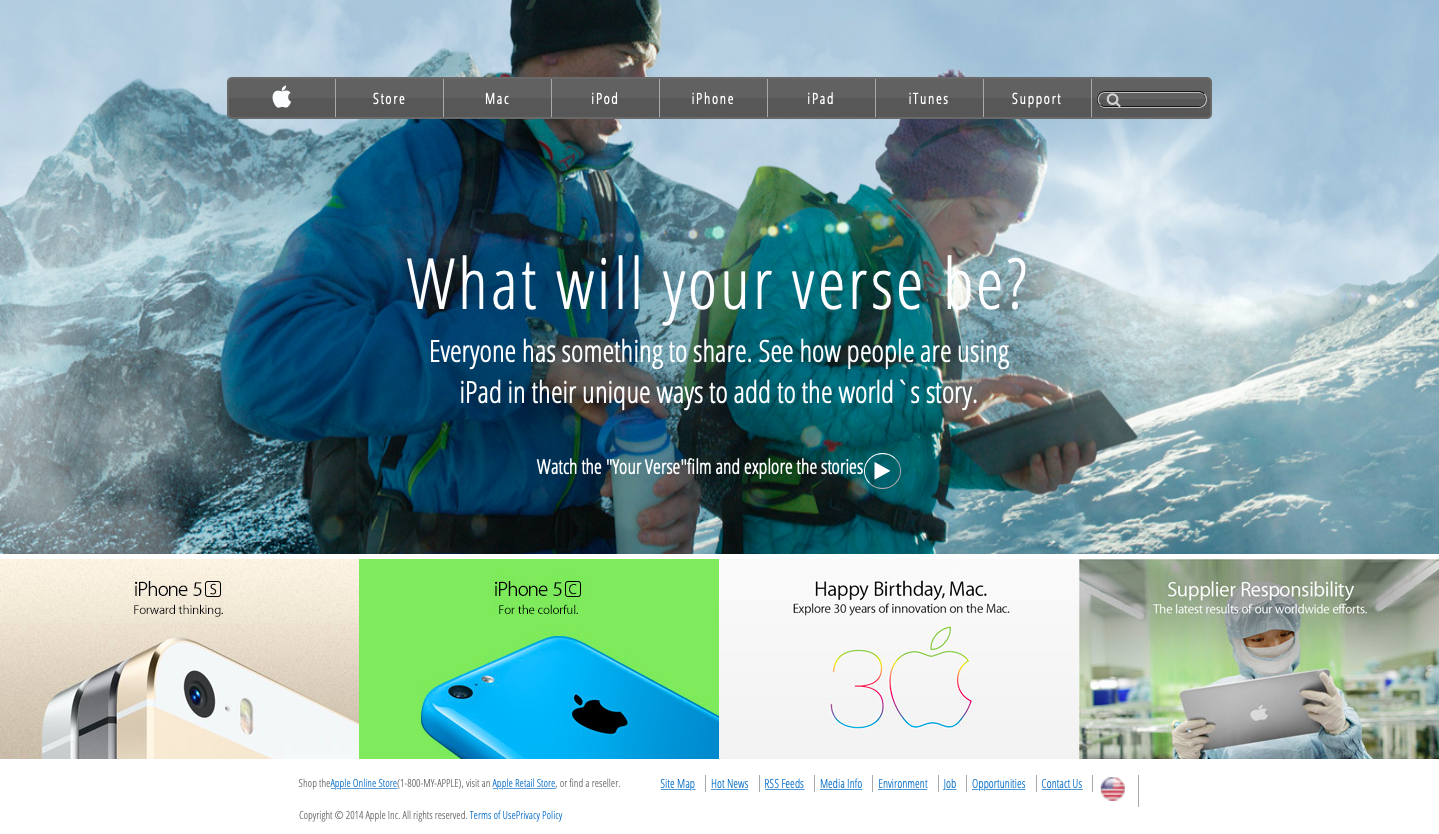 Store Mac iPod iPhone iPad iTunes Support
What will your verse be?
Everyone has something to share. See how people are using
iPad in their unique ways to add to the world `s story.
Watch the "Your Verse"film and explore the stories
iPhone 5S
Forward thinking.
iPhone 5C
For the colorful.
Happy Birthday, Mac.
Explore 30 years of innovation on the Mac.
30
Supplier Responsibility
The latest results of our worldwide efforts.
Shop theApple Online Store(1-800-MY-APPLE), visit an Apple Retail Store, or find a reseller.
Site Map Hot News RSS Feeds Media Info Environment Job Opportunities Contact Us
Copyright © 2014 Apple Inc. All rights reserved. Terms of UsePrivacy Policy